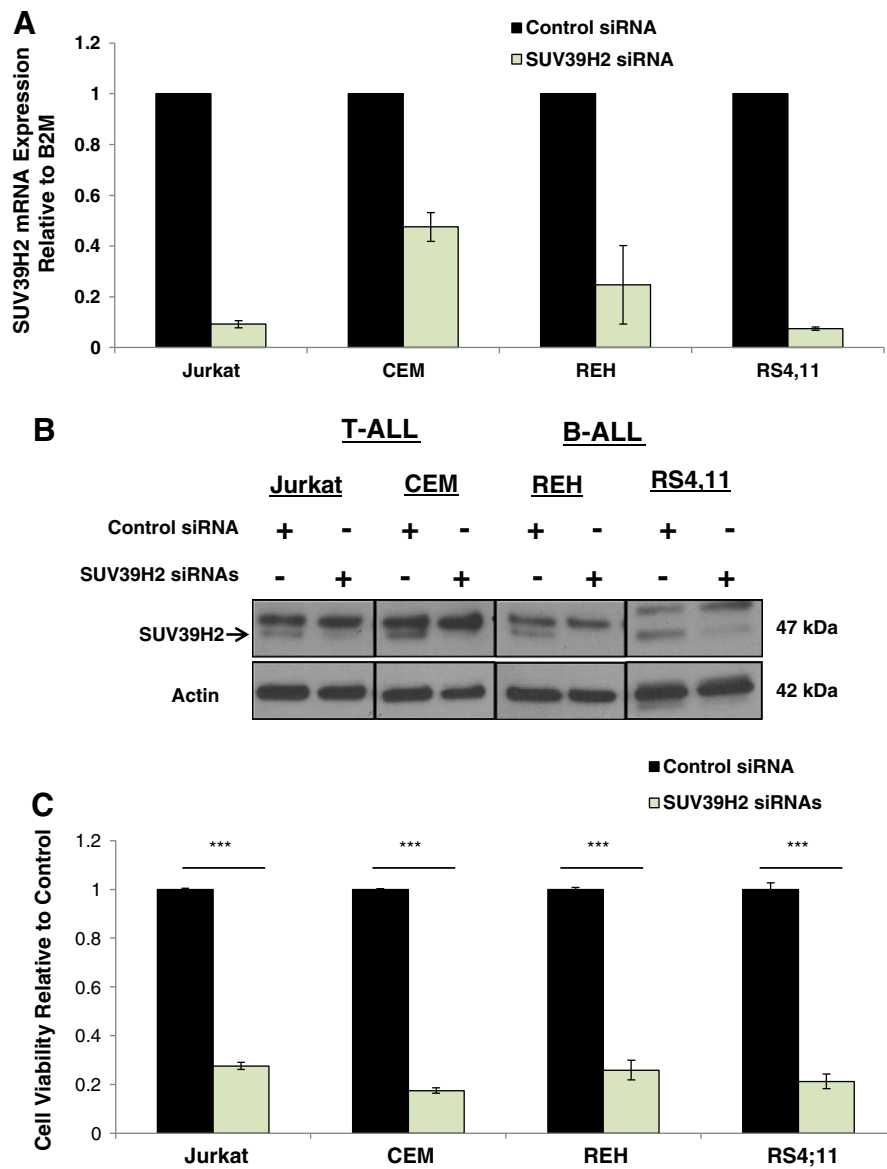 A
Control siRNA
SUV39H2 siRNA
SUV39H2 mRNA Expression
Relative to B2M
1.2
1
0.8
0.6
0.4
0.2
0
Jurkat CEM REH RS4,11
B
T-ALL B-ALL
Jurkat CEM REH RS4,11
Control siRNA + - + - + - + -
SUV39H2 siRNAs - + - + - + - +
SUV39H2 47 kDa
Actin 42 kDa
C
Control siRNA
SUV39H2 siRNAs
Cell Viability Relative to Control
1.2
1
0.8
0.6
0.4
0.2
0
*** *** *** ***
Jurkat CEM REH RS4;11